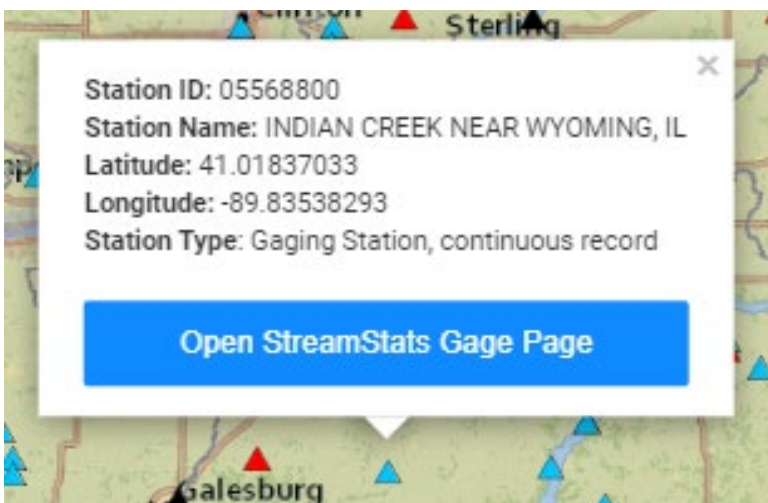 Clinton
Sterling
×
Station ID: 05568800
Station Name: INDIAN CREEK NEAR WYOMING, IL
Latitude: 41.01837033
Longitude: -89.83538293
Station Type: Gaging Station, continuous record
Open StreamStats Gage Page
Galesburg